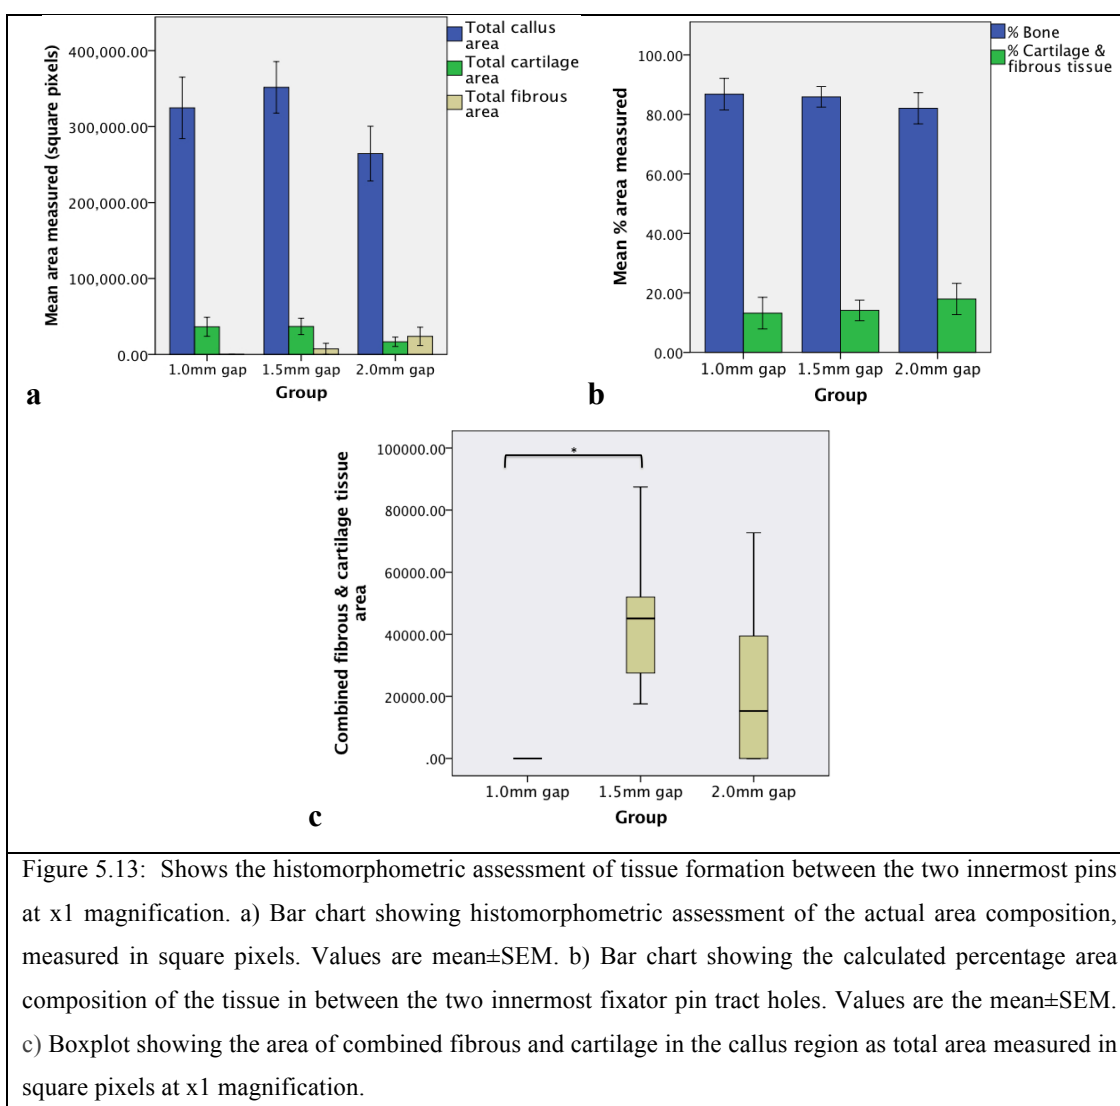 Mean area measured (square pixels)
400,000.00
300,000.00
200,000.00
100,000.00
0.00
1.0mm gap 1.5mm gap 2.0mm gap
Group
Total callus
area
Total cartilage
area
Total fibrous
area
a
Mean % area measured
100.00
80.00
60.00
40.00
20.00
0.00
1.0mm gap 1.5mm gap 2.0mm gap
Group
% Bone
% Cartilage &
fibrous tissue
b
Combined fibrous & cartilage tissue
area
100000.00
80000.00
60000.00
40000.00
20000.00
.00
*
1.0mm gap 1.5mm gap 2.0mm gap
Group
c
Figure 5.13: Shows the histomorphometric assessment of tissue formation between the two innermost pins
at x1 magnification. a) Bar chart showing histomorphometric assessment of the actual area composition,
measured in square pixels. Values are mean±SEM. b) Bar chart showing the calculated percentage area
composition of the tissue in between the two innermost fixator pin tract holes. Values are the mean±SEM.
c) Boxplot showing the area of combined fibrous and cartilage in the callus region as total area measured in
square pixels at x1 magnification.